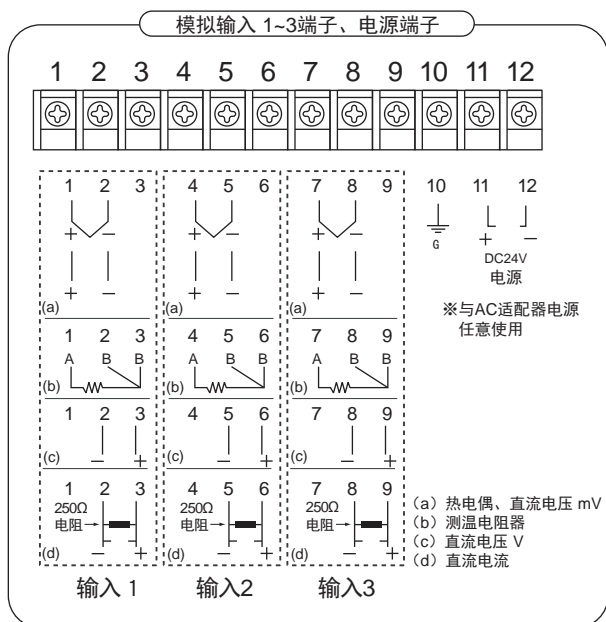 模拟输入 1~3端子、电源端子
1 2 3 4 5 6 7 8 9 10 11 12
1 2 3 4 5 6 7 8 9 10 11 12
+ − + − + − G + −
DC24V
电源
+ − + − + −
(a) (a) (a)
※与AC适配器电源
任意使用
1 2 3 4 5 6 7 8 9
A B B A B B A B B
(b) (b) (b)
1 2 3 4 5 6 7 8 9
(c) − + (c) − + (c) − +
1 2 3 4 5 6 7 8 9
250Ω 250Ω 250Ω
电阻 电阻 电阻
(d) − + (d) − + (d) − +
(a) 热电偶、直流电压 mV
(b) 测温电阻器
(c) 直流电压 V
(d) 直流电流
输入 1 输入2 输入3